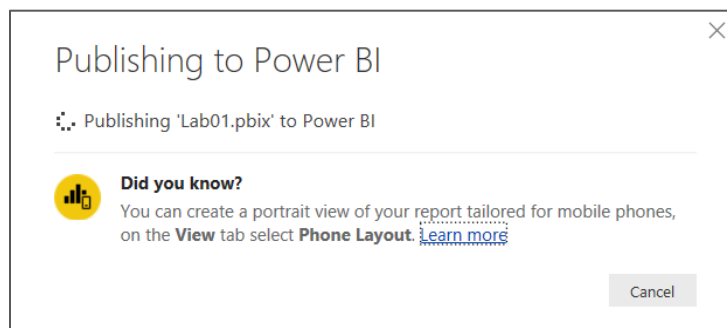 Publishing to Power BI
Publishing 'Lab01.pbix' to Power BI
Did you know?
You can create a portrait view of your report tailored for mobile phones,
on the View tab select Phone Layout. Learn more
Cancel